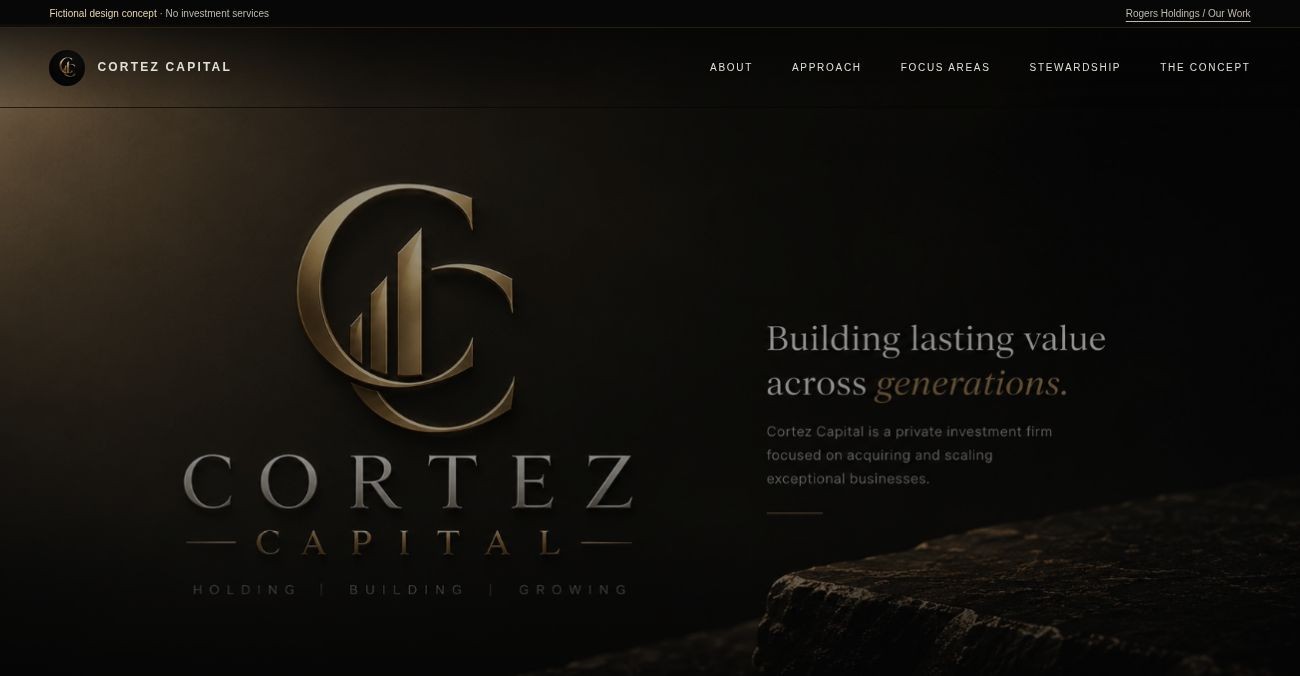 Fictional design concept · No investment services
Rogers Holdings / Our Work
CORTEZ CAPITAL
ABOUT
APPROACH
FOCUS AREAS
STEWARDSHIP
THE CONCEPT
CORTEZ
CAPITAL
HOLDING | BUILDING | GROWING
Building lasting value
across generations.
Cortez Capital is a private investment firm
focused on acquiring and scaling
exceptional businesses.